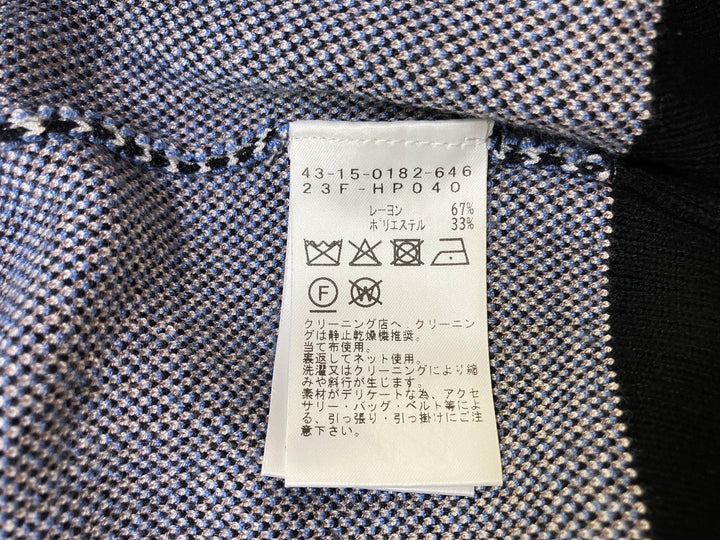 43-15-0182-646
23F-HP040
レーヨン 67%
ポリエステル 33%
F W
クリーニング店へ クリーニン
グは静止乾燥機推奨。
当て布使用。
裏返してネット使用。
洗濯又はクリーニングにより縮
みや斜行が生じます。
素材がデリケートな為、アクセ
サリー・バッグ・ベルト等によ
る、引っ張り・引っ掛けにご注
意下さい。